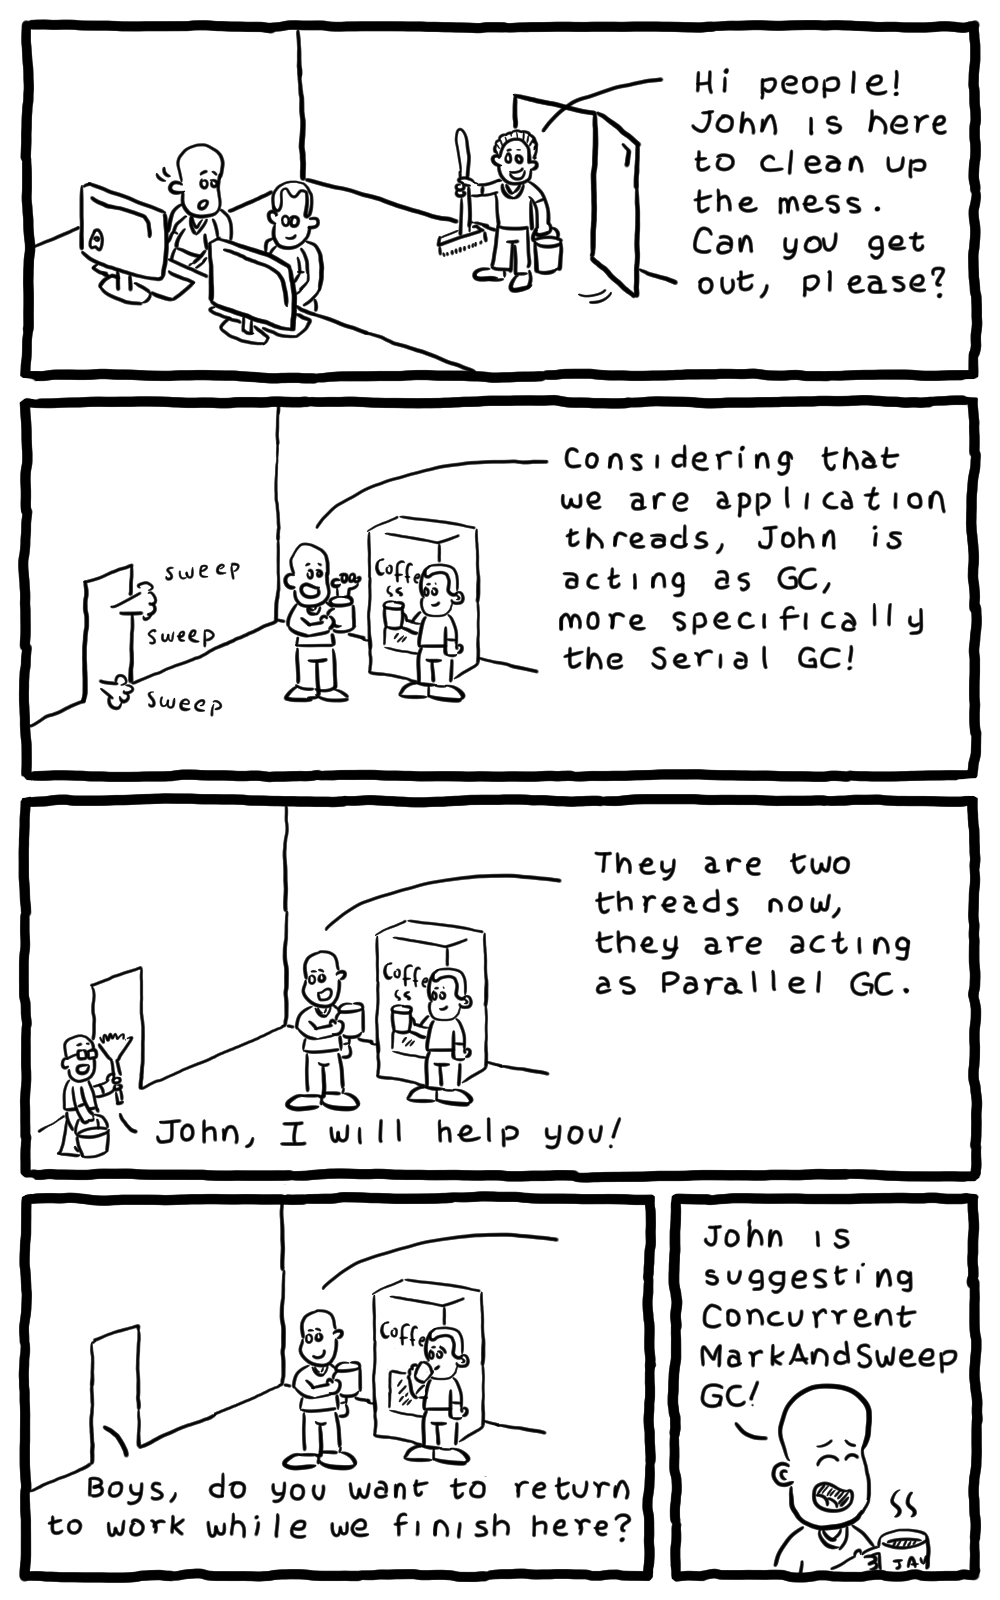 Hi people!
John is here
to clean up
the mess.
Can you get
out, please?
Considering that
we are application
threads, John is
acting as GC,
more specifically
the Serial GC!
sweep
sweep
sweep
Coffe
They are two
threads now,
they are acting
as Parallel GC.
Coffe
John, I will help you!
Coffe
Boys, do you want to return
to work while we finish here?
John is
suggesting
Concurrent
MarkAndSweep
GC!
JAV